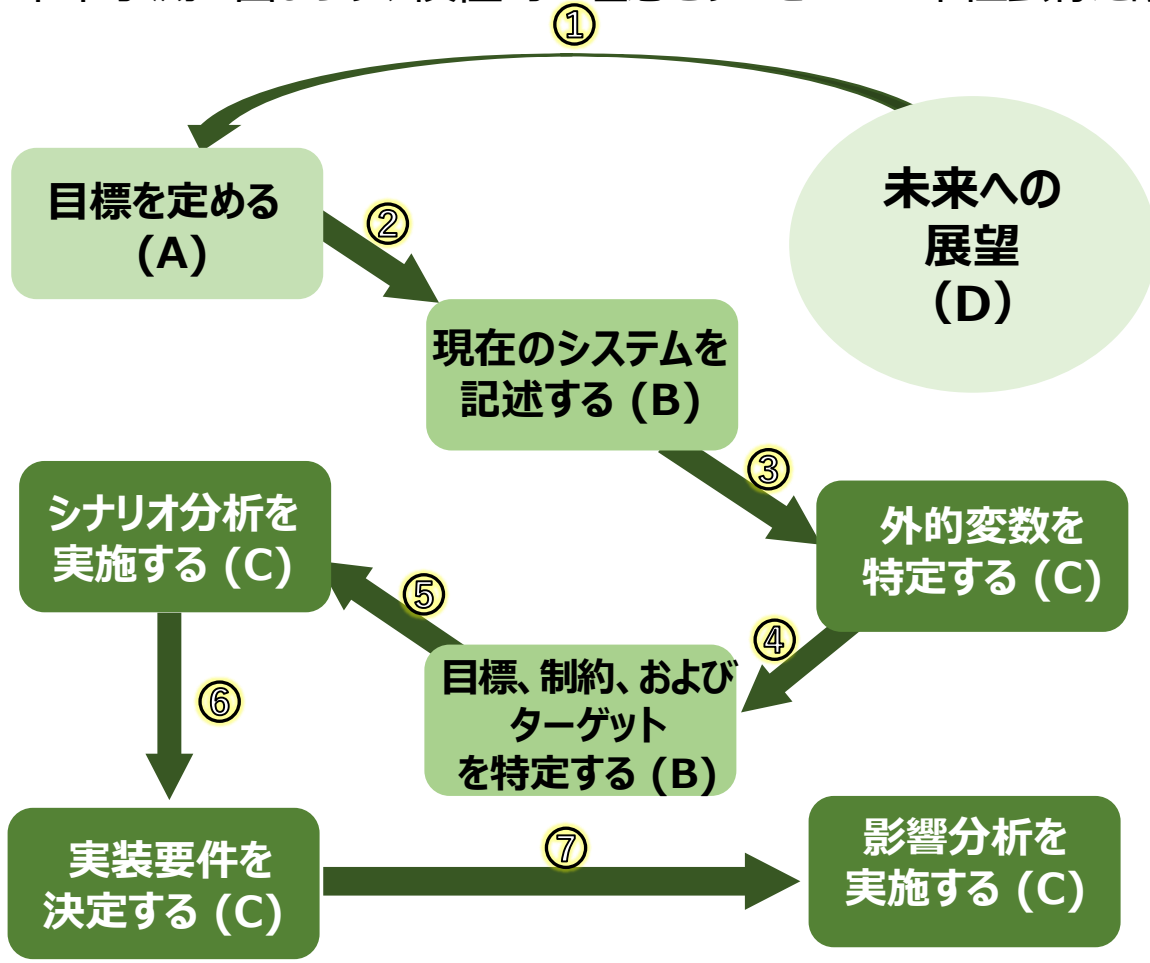 ①
目標を定める
(A)
未来への
展望
（D）
②
現在のシステムを
記述する (B)
③
シナリオ分析を
実施する (C)
外的変数を
特定する (C)
⑤
④
目標、制約、および
ターゲット
を特定する (B)
⑥
実装要件を
決定する (C)
⑦
影響分析を
実施する (C)